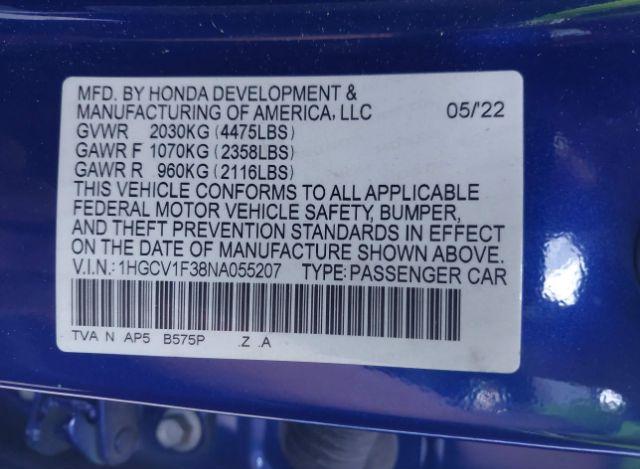 MFD. BY HONDA DEVELOPMENT &
MANUFACTURING OF AMERICA, LLC 05/'22
GVWR 2030KG (4475LBS)
GAWR F 1070KG (2358LBS)
GAWR R 960KG (2116LBS)
THIS VEHICLE CONFORMS TO ALL APPLICABLE
FEDERAL MOTOR VEHICLE SAFETY, BUMPER,
AND THEFT PREVENTION STANDARDS IN EFFECT
ON THE DATE OF MANUFACTURE SHOWN ABOVE.
V.I.N.: 1HGCV1F38NA055207 TYPE: PASSENGER CAR
TVA N AP5 B575P .Z .A